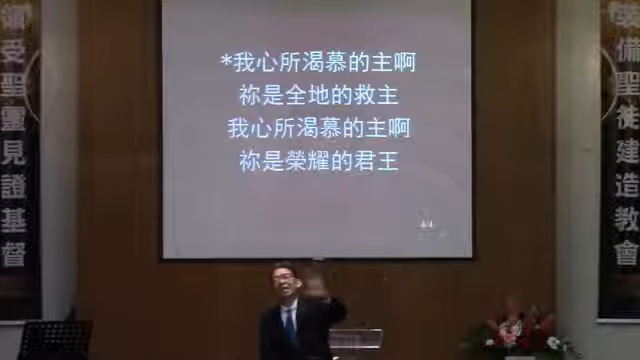 *我心所渴慕的主啊
祢是全地的救主
我心所渴慕的主啊
祢是榮耀的君王
領受聖靈見證基督
裝備聖徒建造教會